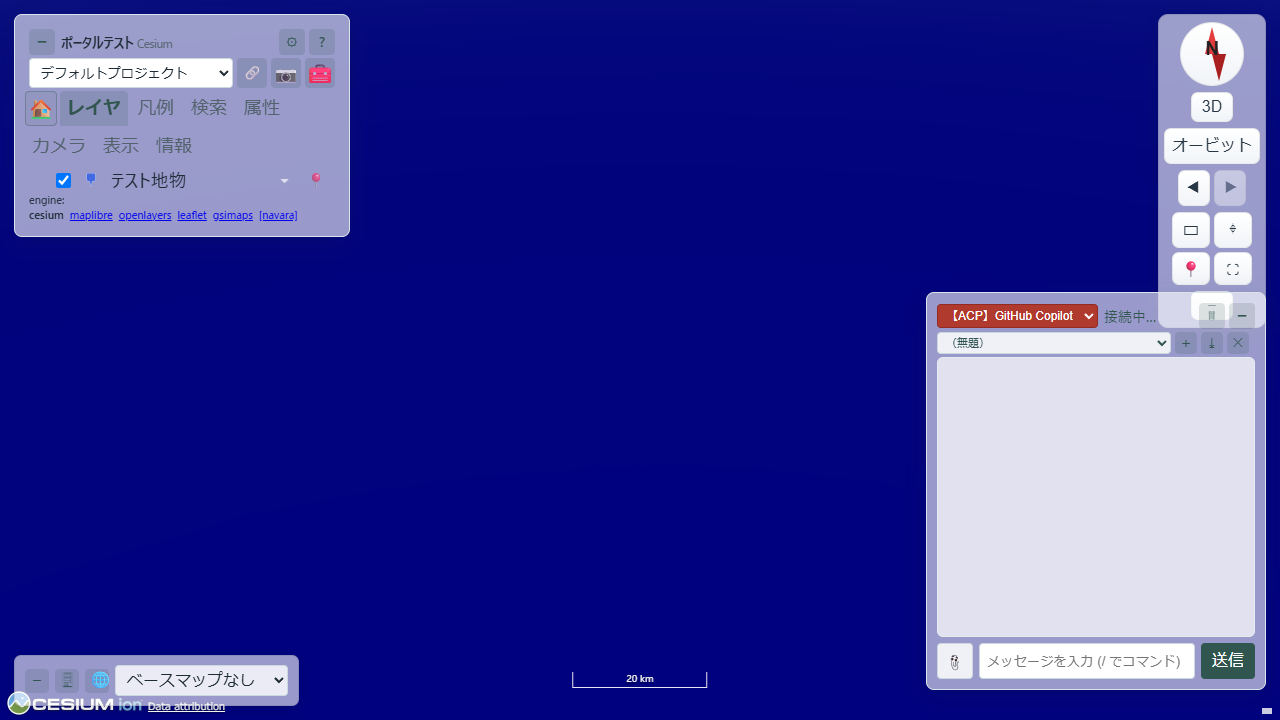 − ポータルテスト Cesium ?
デフォルトプロジェクト
レイヤ 凡例 検索 属性
カメラ 表示 情報
テスト地物
engine:
cesium maplibre openlayers leaflet gsimaps [navara]
N
3D
オービット
【ACP】GitHub Copilot 接続中... −
（無題） +
メッセージを入力 (/ でコマンド) 送信
− ベースマップなし
20 km
CESIUM ion Data attribution